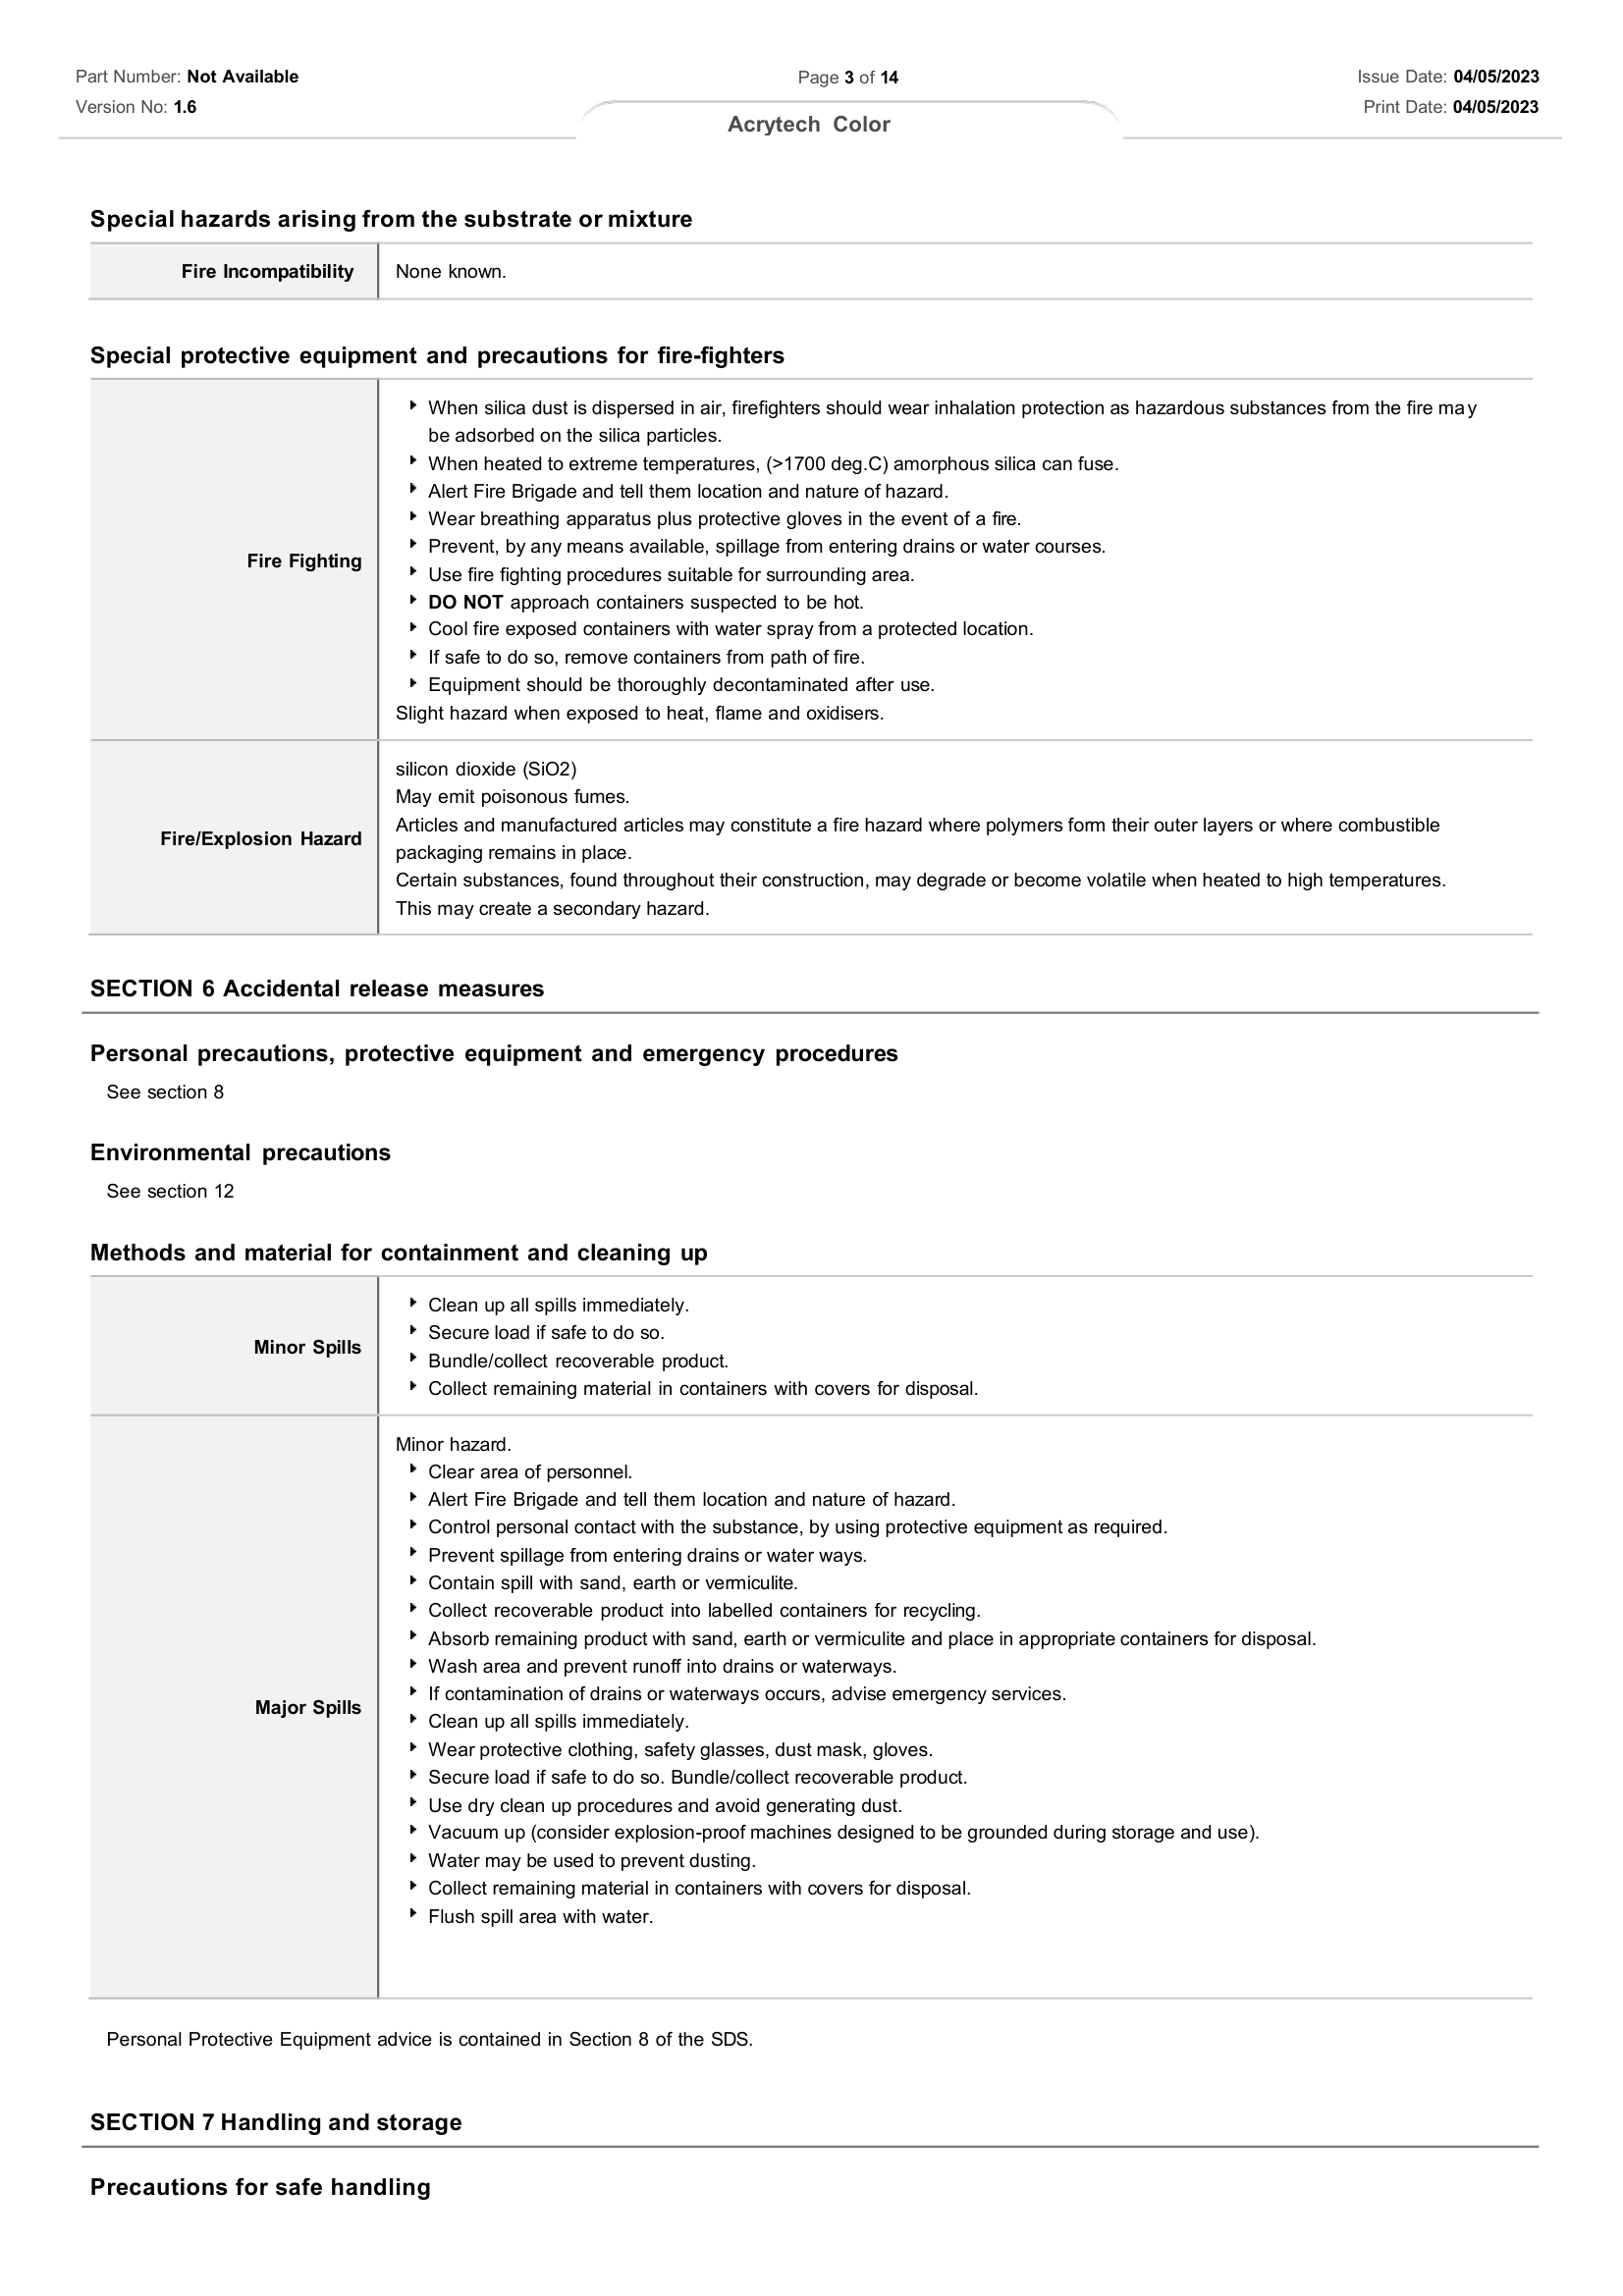 Part Number: Not Available
Page 3 of 14
Issue Date: 04/05/2023
Version No: 1.6
Print Date: 04/05/2023
Acrytech Color
Special hazards arising from the substrate or mixture
Fire Incompatibility
None known.
Special protective equipment and precautions for fire-fighters
Fire Fighting
When silica dust is dispersed in air, firefighters should wear inhalation protection as hazardous substances from the fire may
be adsorbed on the silica particles.
When heated to extreme temperatures, (>1700 deg.C) amorphous silica can fuse.
Alert Fire Brigade and tell them location and nature of hazard.
Wear breathing apparatus plus protective gloves in the event of a fire.
Prevent, by any means available, spillage from entering drains or water courses.
Use fire fighting procedures suitable for surrounding area.
DO NOT approach containers suspected to be hot.
Cool fire exposed containers with water spray from a protected location.
If safe to do so, remove containers from path of fire.
Equipment should be thoroughly decontaminated after use.
Slight hazard when exposed to heat, flame and oxidisers.
Fire/Explosion Hazard
silicon dioxide (SiO2)
May emit poisonous fumes.
Articles and manufactured articles may constitute a fire hazard where polymers form their outer layers or where combustible
packaging remains in place.
Certain substances, found throughout their construction, may degrade or become volatile when heated to high temperatures.
This may create a secondary hazard.
SECTION 6 Accidental release measures
Personal precautions, protective equipment and emergency procedures
See section 8
Environmental precautions
See section 12
Methods and material for containment and cleaning up
Minor Spills
Clean up all spills immediately.
Secure load if safe to do so.
Bundle/collect recoverable product.
Collect remaining material in containers with covers for disposal.
Major Spills
Minor hazard.
Clear area of personnel.
Alert Fire Brigade and tell them location and nature of hazard.
Control personal contact with the substance, by using protective equipment as required.
Prevent spillage from entering drains or water ways.
Contain spill with sand, earth or vermiculite.
Collect recoverable product into labelled containers for recycling.
Absorb remaining product with sand, earth or vermiculite and place in appropriate containers for disposal.
Wash area and prevent runoff into drains or waterways.
If contamination of drains or waterways occurs, advise emergency services.
Clean up all spills immediately.
Wear protective clothing, safety glasses, dust mask, gloves.
Secure load if safe to do so. Bundle/collect recoverable product.
Use dry clean up procedures and avoid generating dust.
Vacuum up (consider explosion-proof machines designed to be grounded during storage and use).
Water may be used to prevent dusting.
Collect remaining material in containers with covers for disposal.
Flush spill area with water.
Personal Protective Equipment advice is contained in Section 8 of the SDS.
SECTION 7 Handling and storage
Precautions for safe handling